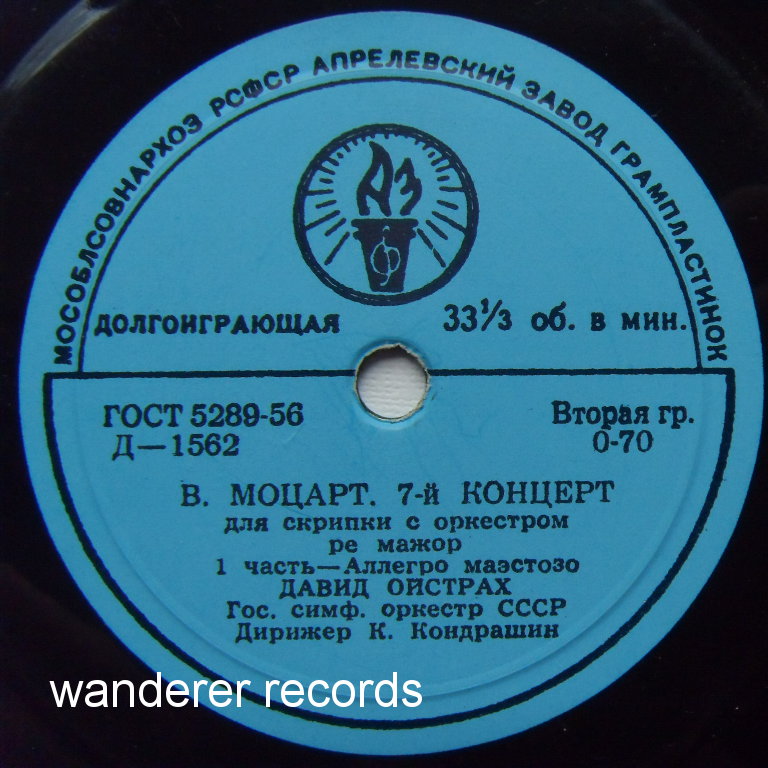 МОСОБЛСОВНАРХОЗ РСФСР АПРЕЛЕВСКИЙ ЗАВОД ГРАМПЛАСТИНОК
АЗ
Ф
ДОЛГОИГРАЮЩАЯ 33⅓ об. в мин.
ГОСТ 5289-56 Вторая гр.
Д—1562 0-70
В. МОЦАРТ. 7-й КОНЦЕРТ
для скрипки с оркестром
ре мажор
1 часть—Аллегро маэстозо
ДАВИД ОЙСТРАХ
Гос. симф. оркестр СССР
Дирижер К. Кондрашин
wanderer records